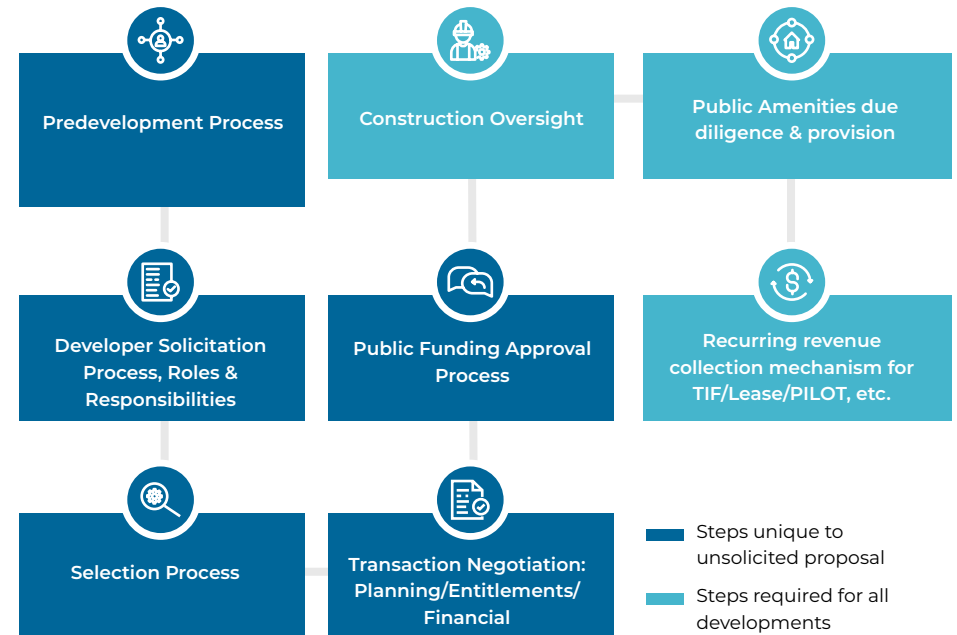 Predevelopment Process
Construction Oversight
Public Amenities due
diligence & provision
Developer Solicitation
Process, Roles &
Responsibilities
Public Funding Approval
Process
Recurring revenue
collection mechanism for
TIF/Lease/PILOT, etc.
Selection Process
Transaction Negotiation:
Planning/Entitlements/
Financial
Steps unique to
unsolicited proposal
Steps required for all
developments